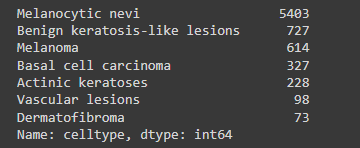 Melanocytic nevi 5403
Benign keratosis-like lesions 727
Melanoma 614
Basal cell carcinoma 327
Actinic keratoses 228
Vascular lesions 98
Dermatofibroma 73
Name: celltype, dtype: int64